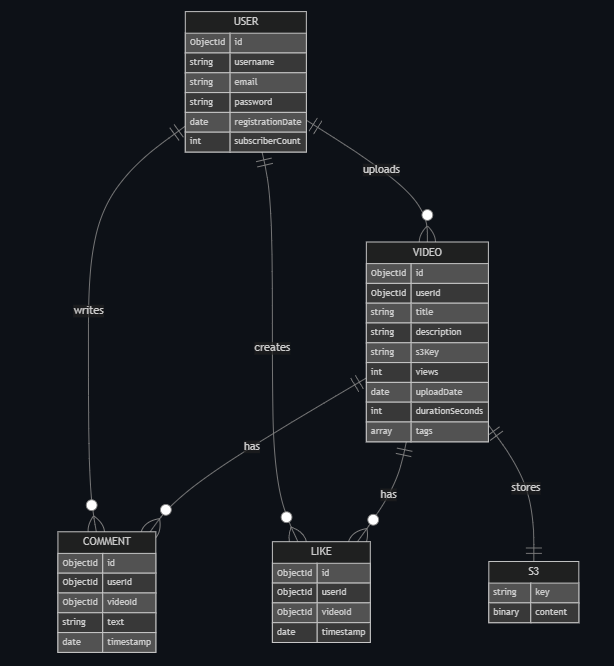 USER
ObjectId id
string username
string email
string password
date registrationDate
int subscriberCount
uploads
VIDEO
ObjectId id
ObjectId userId
string title
string description
string s3Key
int views
date uploadDate
int durationSeconds
array tags
writes
creates
has
has
stores
COMMENT
ObjectId id
ObjectId userId
ObjectId videoId
string text
date timestamp
LIKE
ObjectId id
ObjectId userId
ObjectId videoId
date timestamp
S3
string key
binary content